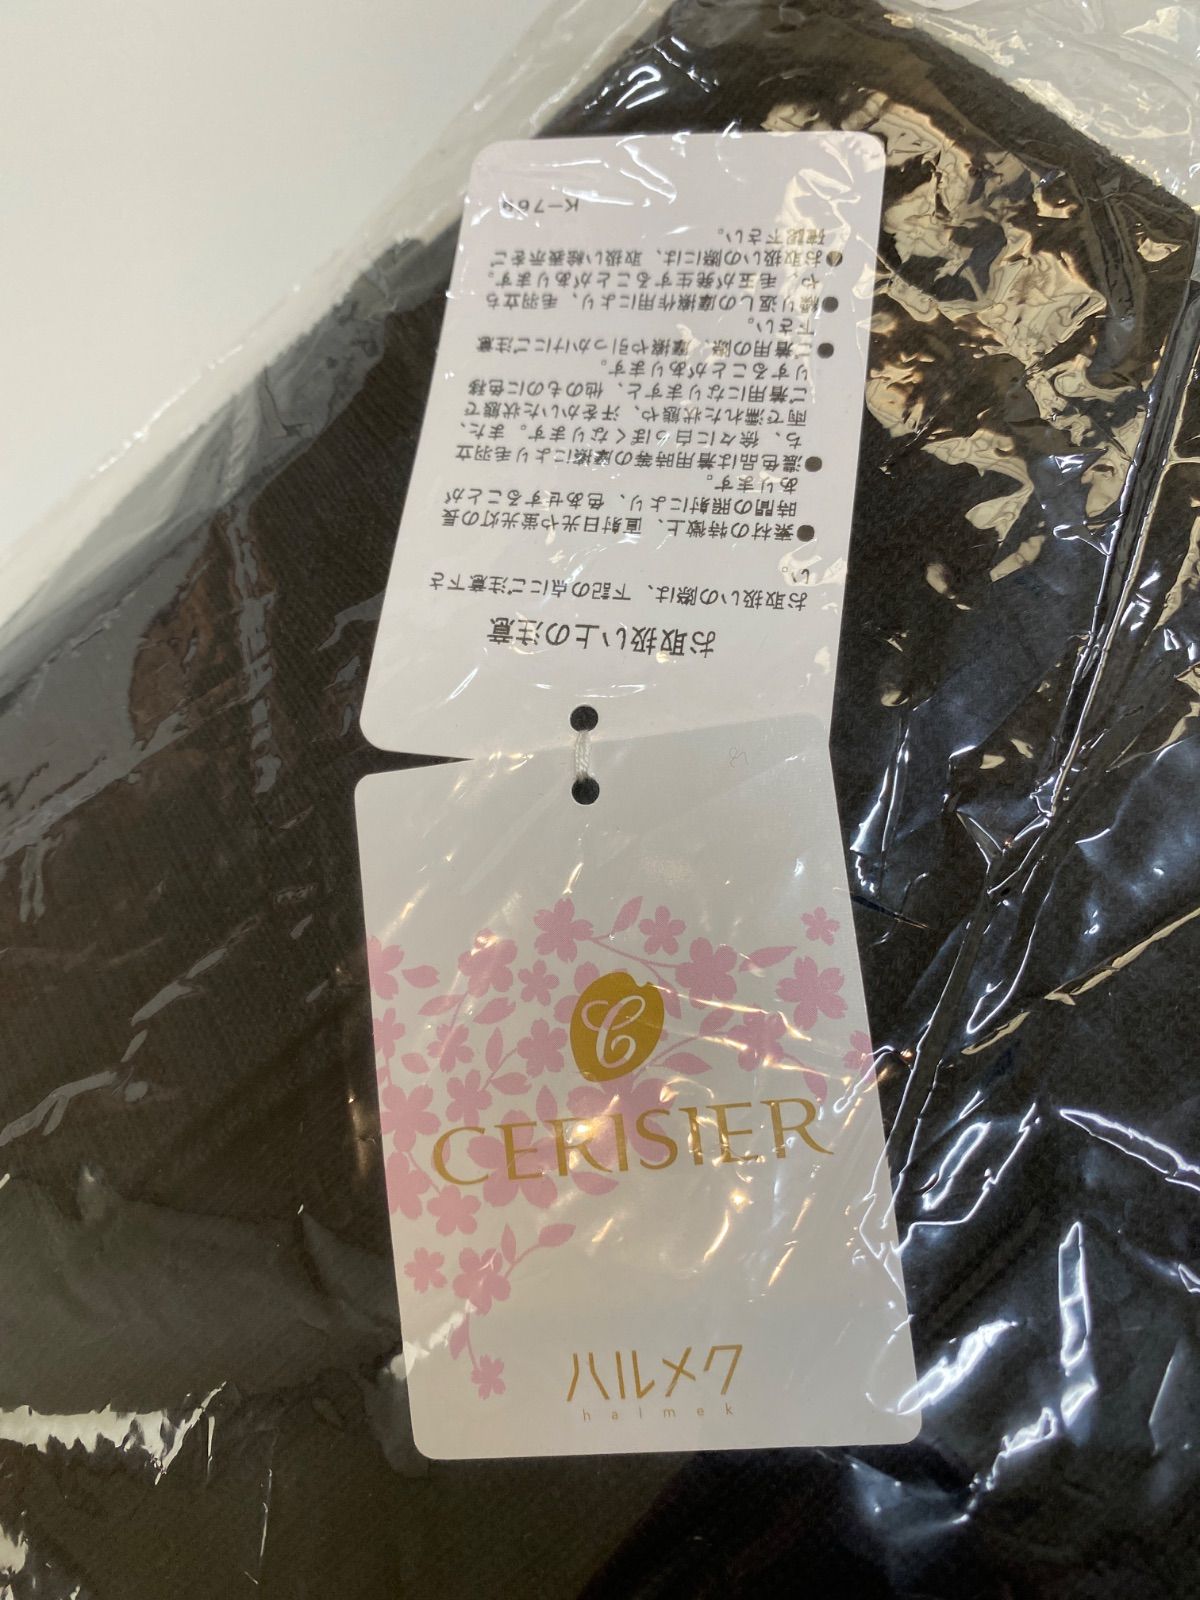 お取扱い上の注意
お取扱いの際は、下記の点にご注意下さ
い。
●素材の特徴上、直射日光や蛍光灯の長
時間の照射により、色あせすることが
あります。
●濃色品は着用時等の摩擦により毛羽立
ち、徐々に白っぽくなります。また、
雨で濡れた状態や、汗をかいた状態で
ご着用になりますと、他のものに色移
りすることがあります。
●ご着用の際、摩擦や引っかけにご注意
下さい。
●繰り返しの摩擦作用により、毛羽立ち
や、毛玉が発生することがあります。
●お取扱いの際には、取扱い絵表示をご
確認下さい。
C
CERISIER
ハルメク
halmek